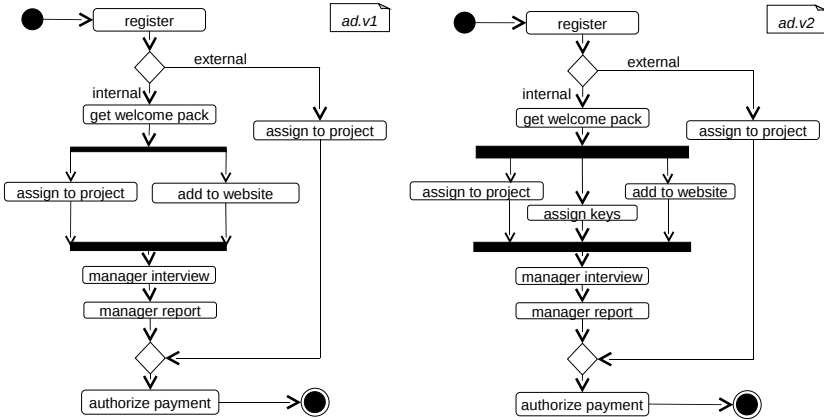 register
ad.v1
external
internal
get welcome pack
assign to project
assign to project
add to website
manager interview
manager report
authorize payment
register
ad.v2
external
internal
get welcome pack
assign to project
assign to project
add to website
assign keys
manager interview
manager report
authorize payment